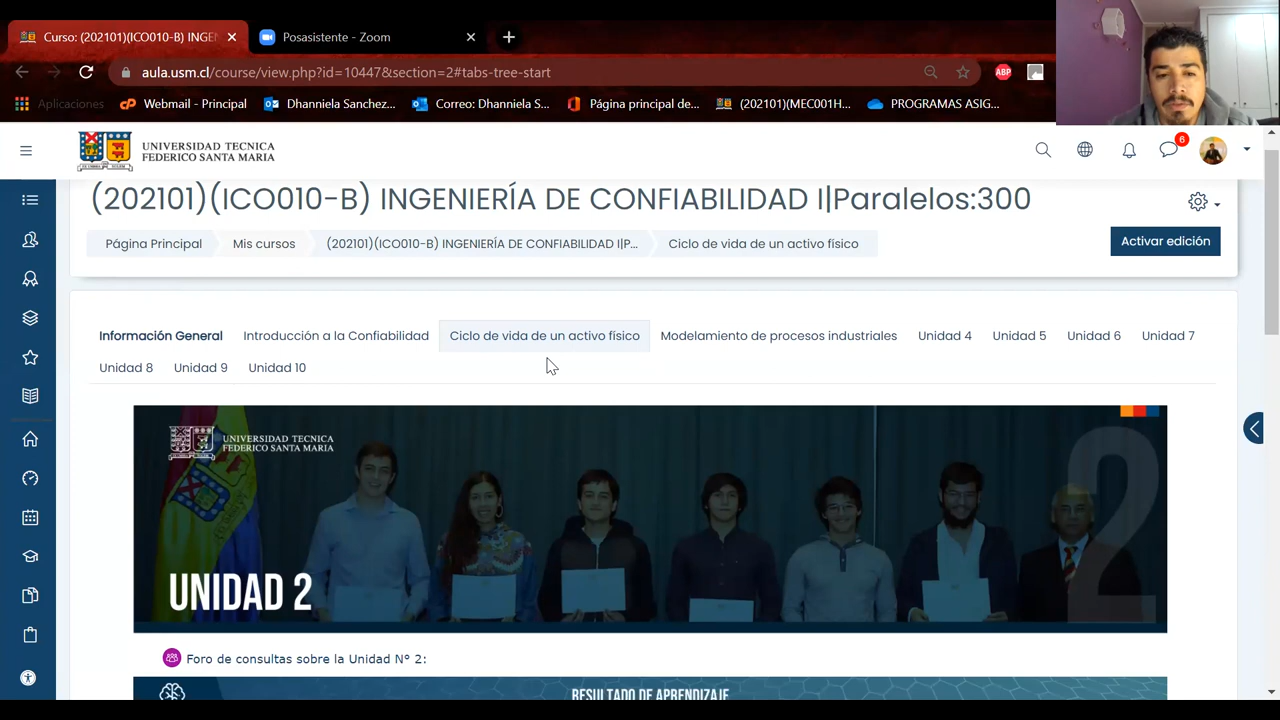 Curso: (202101)(ICO010-B) INGEN
Posasistente - Zoom
aula.usm.cl/course/view.php?id=10447&section=2#tabs-tree-start
ABP
Aplicaciones
Webmail - Principal
Dhanniela Sanchez...
Correo: Dhanniela S...
Página principal de...
(202101)(MEC001H...
PROGRAMAS ASIG...
UNIVERSIDAD TECNICA
FEDERICO SANTA MARIA
6
(202101)(ICO010-B) INGENIERÍA DE CONFIABILIDAD I|Paralelos:300
Página Principal
Mis cursos
(202101)(ICO010-B) INGENIERÍA DE CONFIABILIDAD I|P...
Ciclo de vida de un activo físico
Activar edición
Información General
Introducción a la Confiabilidad
Ciclo de vida de un activo físico
Modelamiento de procesos industriales
Unidad 4
Unidad 5
Unidad 6
Unidad 7
Unidad 8
Unidad 9
Unidad 10
UNIVERSIDAD TECNICA
FEDERICO SANTA MARIA
2
UNIDAD 2
Foro de consultas sobre la Unidad N° 2:
RESULTADO DE APRENDIZAJE